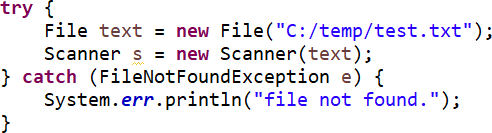 try {
    File text = new File("C:/temp/test.txt");
    Scanner s = new Scanner(text);
} catch (FileNotFoundException e) {
    System.err.println("file not found.");
}